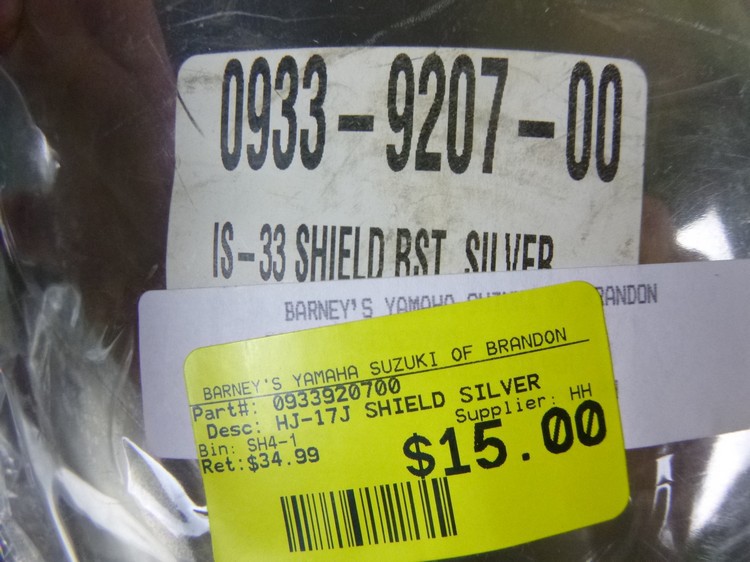 0933-9207-00
IS-33 SHIELD RST SILVER
BARNEY'S YAMAHA BRANDON
BARNEY'S YAMAHA SUZUKI OF BRANDON
Part#: 0933920700
Desc: HJ-17J SHIELD SILVER
Bin: SH4-1 Supplier: HH
Ret:$34.99 $15.00